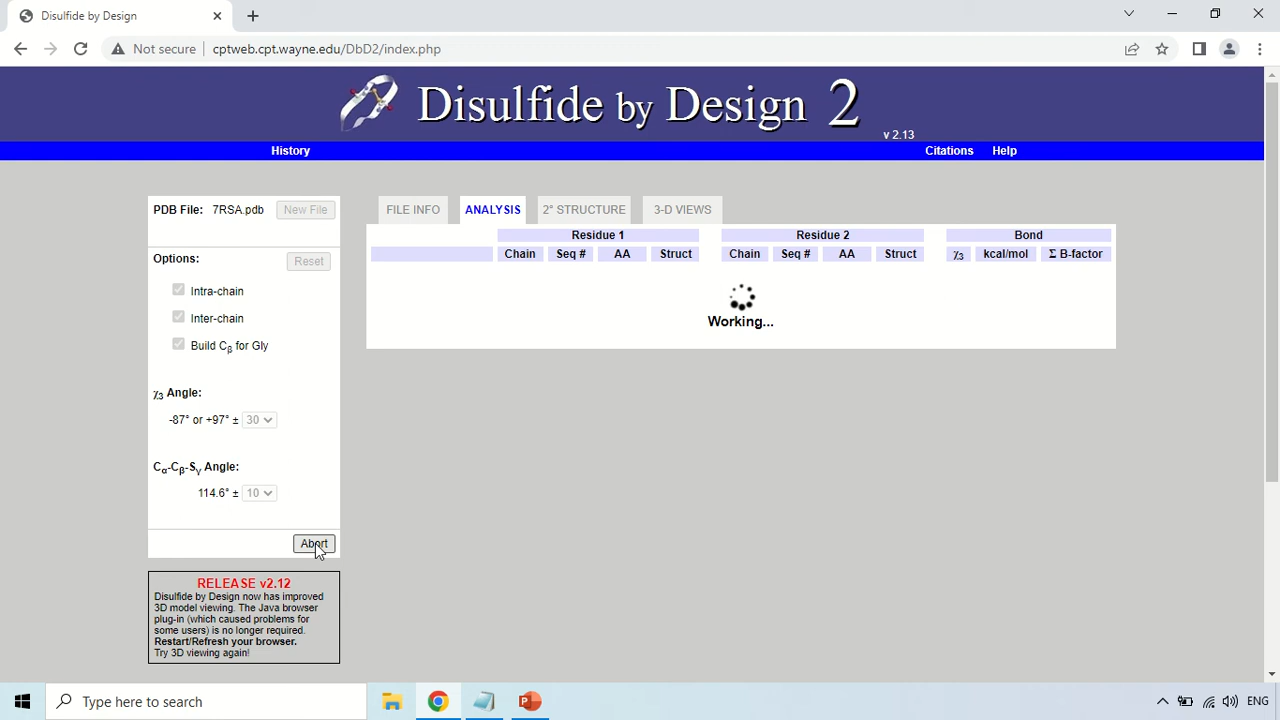 Disulfide by Design
Not secure
cptweb.cpt.wayne.edu/DbD2/index.php
Disulfide by Design 2
v 2.13
History
Citations
Help
PDB File: 7RSA.pdb New File
FILE INFO
ANALYSIS
2° STRUCTURE
3-D VIEWS
Residue 1
Residue 2
Bond
Chain Seq # AA Struct
Chain Seq # AA Struct
χ3 kcal/mol Σ B-factor
Working...
Options: Reset
Intra-chain
Inter-chain
Build Cβ for Gly
χ3 Angle:
-87° or +97° ± 30
Cα-Cβ-Sγ Angle:
114.6° ± 10
Abort
RELEASE v2.12
Disulfide by Design now has improved
3D model viewing. The Java browser
plug-in (which caused problems for
some users) is no longer required.
Restart/Refresh your browser.
Try 3D viewing again!
Type here to search
ENG